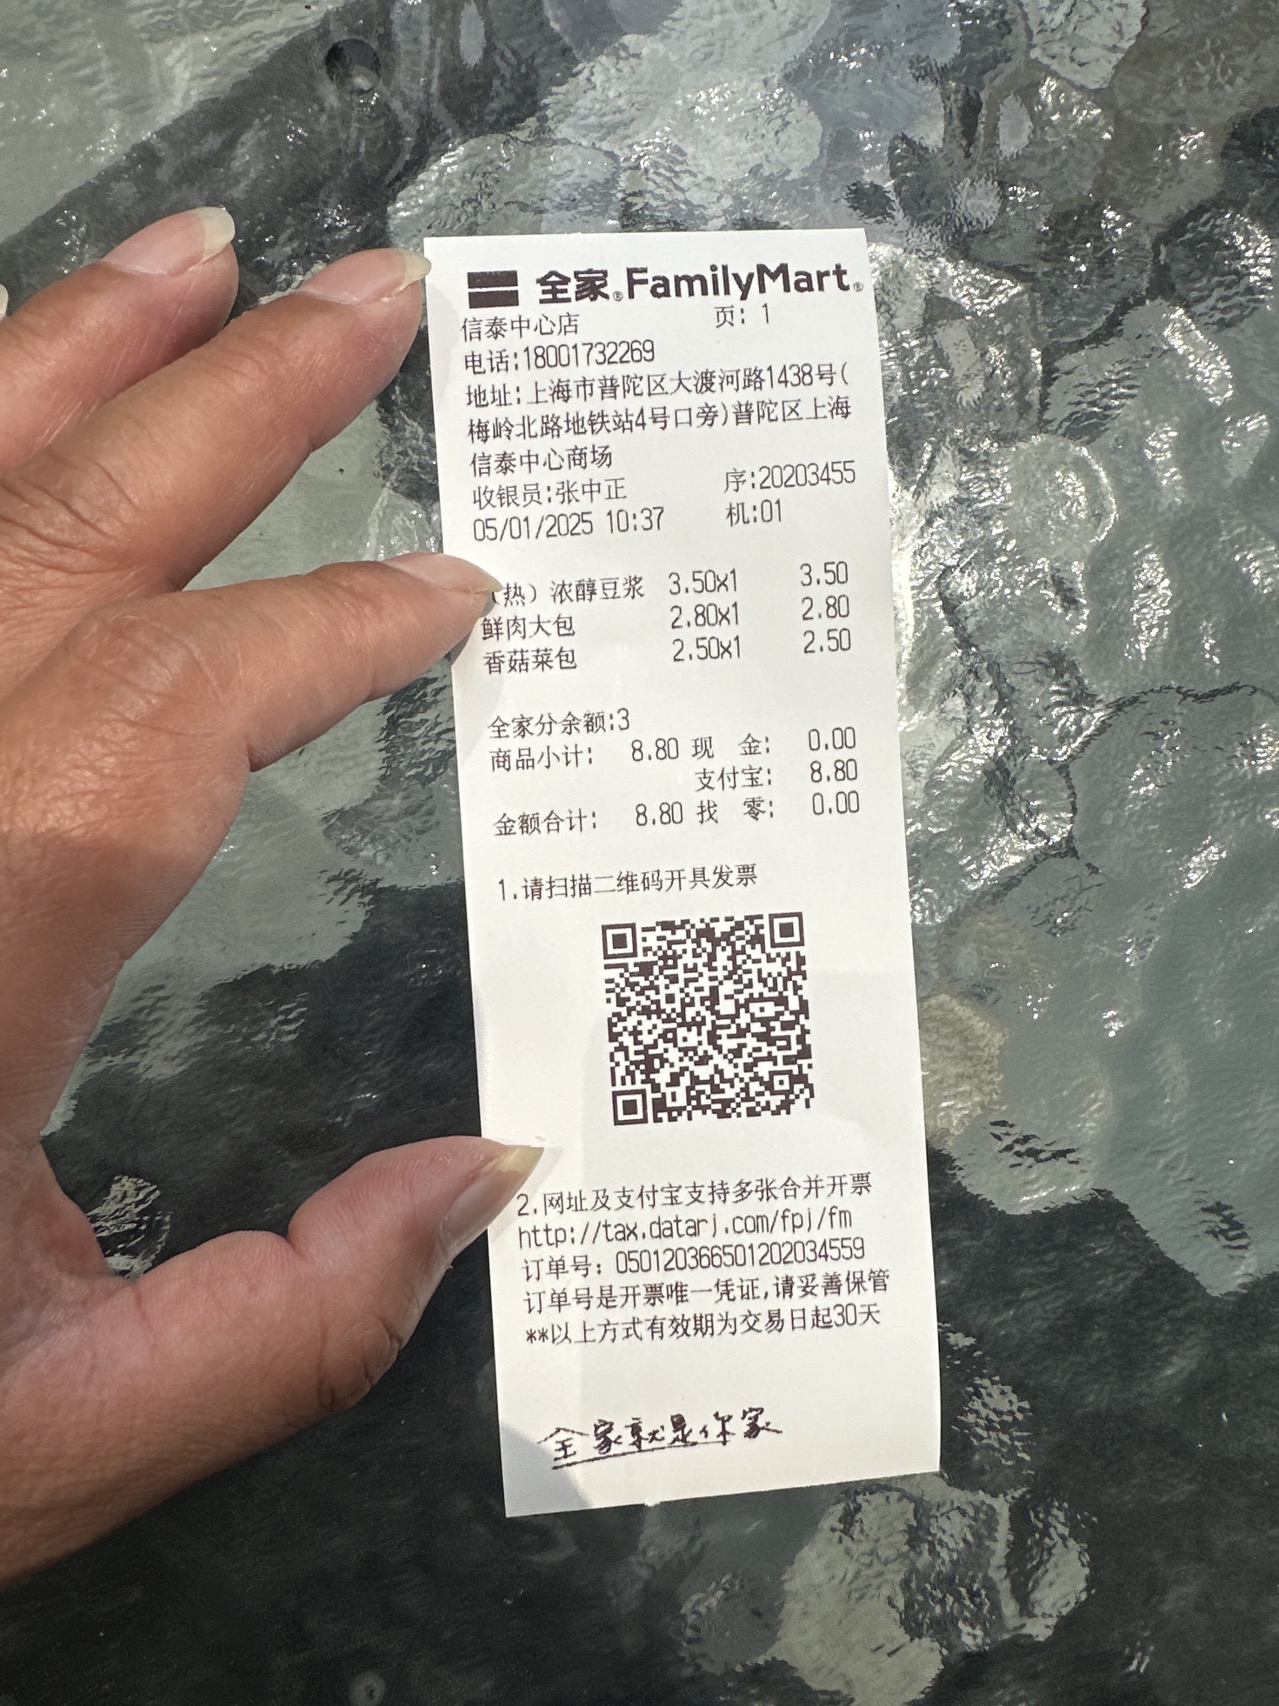 全家® FamilyMart®
信泰中心店 页: 1
电话:18001732269
地址:上海市普陀区大渡河路1438号(
梅岭北路地铁站4号口旁)普陀区上海
信泰中心商场
收银员:张中正 序:20203455
05/01/2025 10:37 机:01
(热) 浓醇豆浆 3.50x1 3.50
鲜肉大包 2.80x1 2.80
香菇菜包 2.50x1 2.50
全家分余额:3
商品小计: 8.80 现 金: 0.00
支付宝: 8.80
金额合计: 8.80 找 零: 0.00
1.请扫描二维码开具发票
2.网址及支付宝支持多张合并开票
http://tax.datarj.com/fpj/fm
订单号: 050120366501202034559
订单号是开票唯一凭证,请妥善保管
**以上方式有效期为交易日起30天
全家就是你家